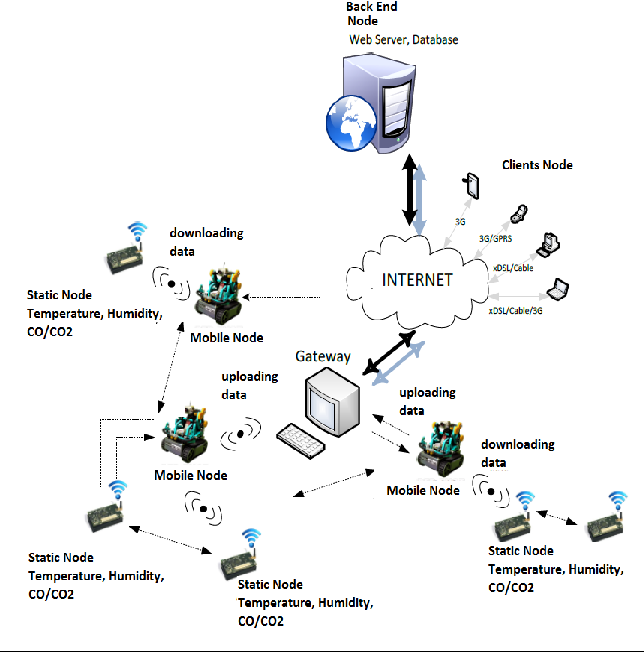 Back End
Node
Web Server, Database
Clients Node
3G
3G/GPRS
xDSL/Cable
xDSL/Cable/3G
INTERNET
downloading
data
Static Node
Temperature, Humidity,
CO/CO2
Mobile Node
Gateway
uploading
data
uploading
data
Mobile Node
downloading
data
Mobile Node
Static Node
Temperature, Humidity,
CO/CO2
Static Node
Temperature, Humidity,
CO/CO2
Static Node
Temperature, Humidity,
CO/CO2